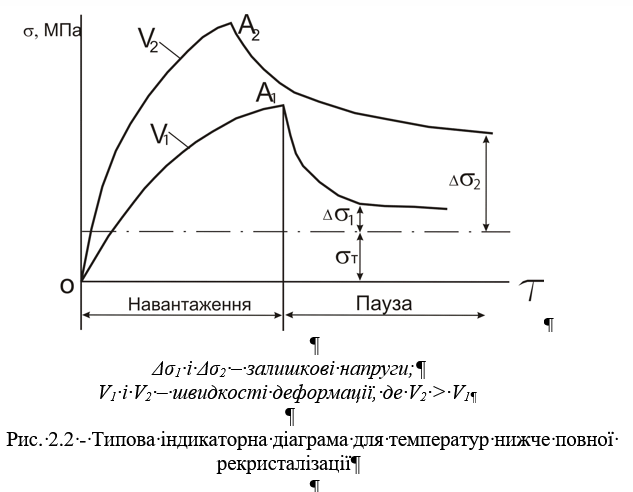 σ, МПа
V₂
A₂
A₁
V₁
Δσ₂
Δσ₁
σт
O
τ
Навантаження
Пауза
¶
¶
Δσ₁·і·Δσ₂·–·залишкові·напруги;¶
V₁·і·V₂·–·швидкості·деформації,·де·V₂·>·V₁¶
¶
Рис.·2.2·-·Типова·індикаторна·діаграма·для·температур·нижче·повної·
рекристалізації¶
¶